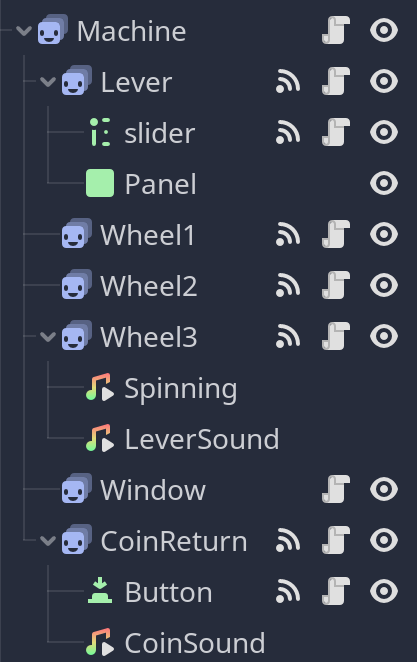 Machine
Lever
slider
Panel
Wheel1
Wheel2
Wheel3
Spinning
LeverSound
Window
CoinReturn
Button
CoinSound